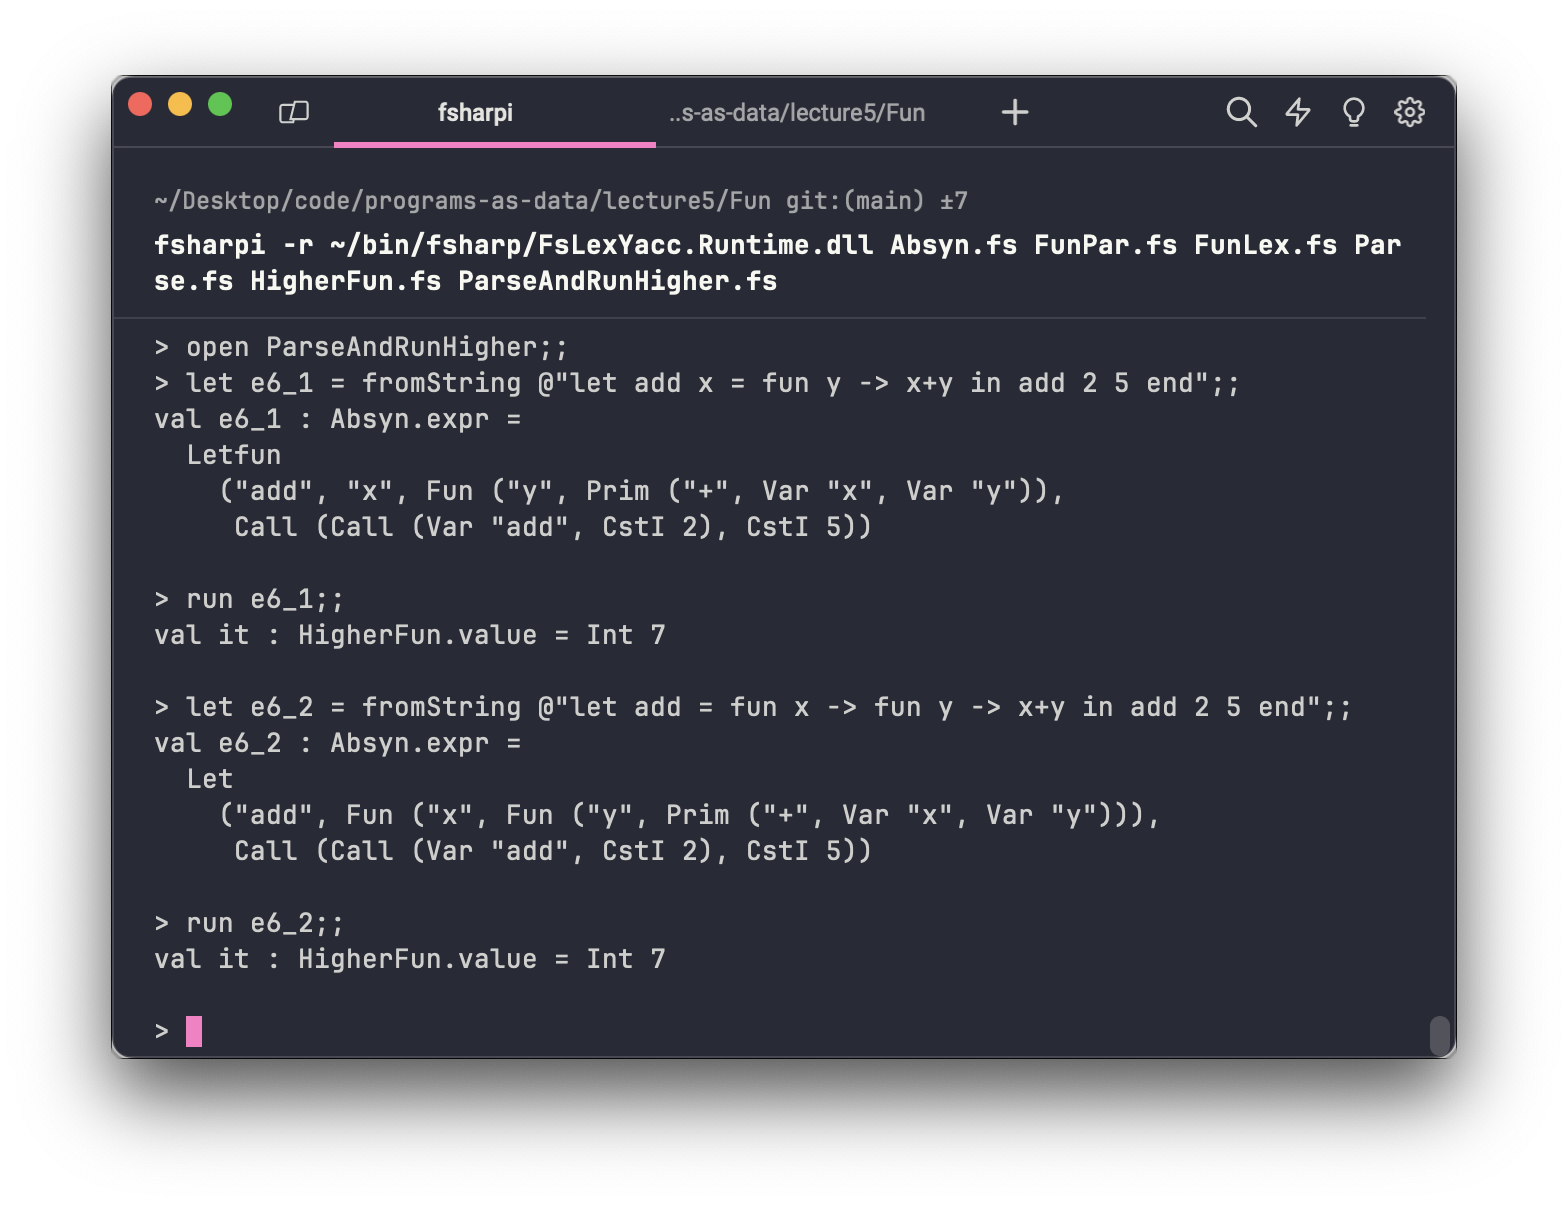 fsharpi
..s-as-data/lecture5/Fun
~/Desktop/code/programs-as-data/lecture5/Fun git:(main) ±7
fsharpi -r ~/bin/fsharp/FsLexYacc.Runtime.dll Absyn.fs FunPar.fs FunLex.fs Par
se.fs HigherFun.fs ParseAndRunHigher.fs
> open ParseAndRunHigher;;
> let e6_1 = fromString @"let add x = fun y -> x+y in add 2 5 end";;
val e6_1 : Absyn.expr =
  Letfun
    ("add", "x", Fun ("y", Prim ("+", Var "x", Var "y")),
     Call (Call (Var "add", CstI 2), CstI 5))
> run e6_1;;
val it : HigherFun.value = Int 7
> let e6_2 = fromString @"let add = fun x -> fun y -> x+y in add 2 5 end";;
val e6_2 : Absyn.expr =
  Let
    ("add", Fun ("x", Fun ("y", Prim ("+", Var "x", Var "y"))),
     Call (Call (Var "add", CstI 2), CstI 5))
> run e6_2;;
val it : HigherFun.value = Int 7
>